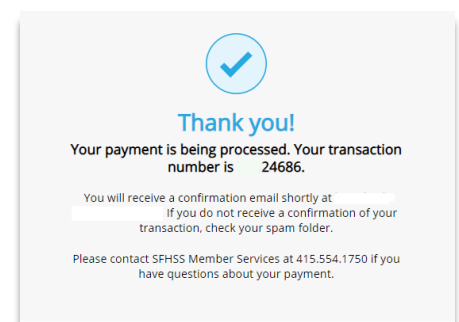 Thank you!
Your payment is being processed. Your transaction
number is 24686.
You will receive a confirmation email shortly at
If you do not receive a confirmation of your
transaction, check your spam folder.
Please contact SFHSS Member Services at 415.554.1750 if you
have questions about your payment.